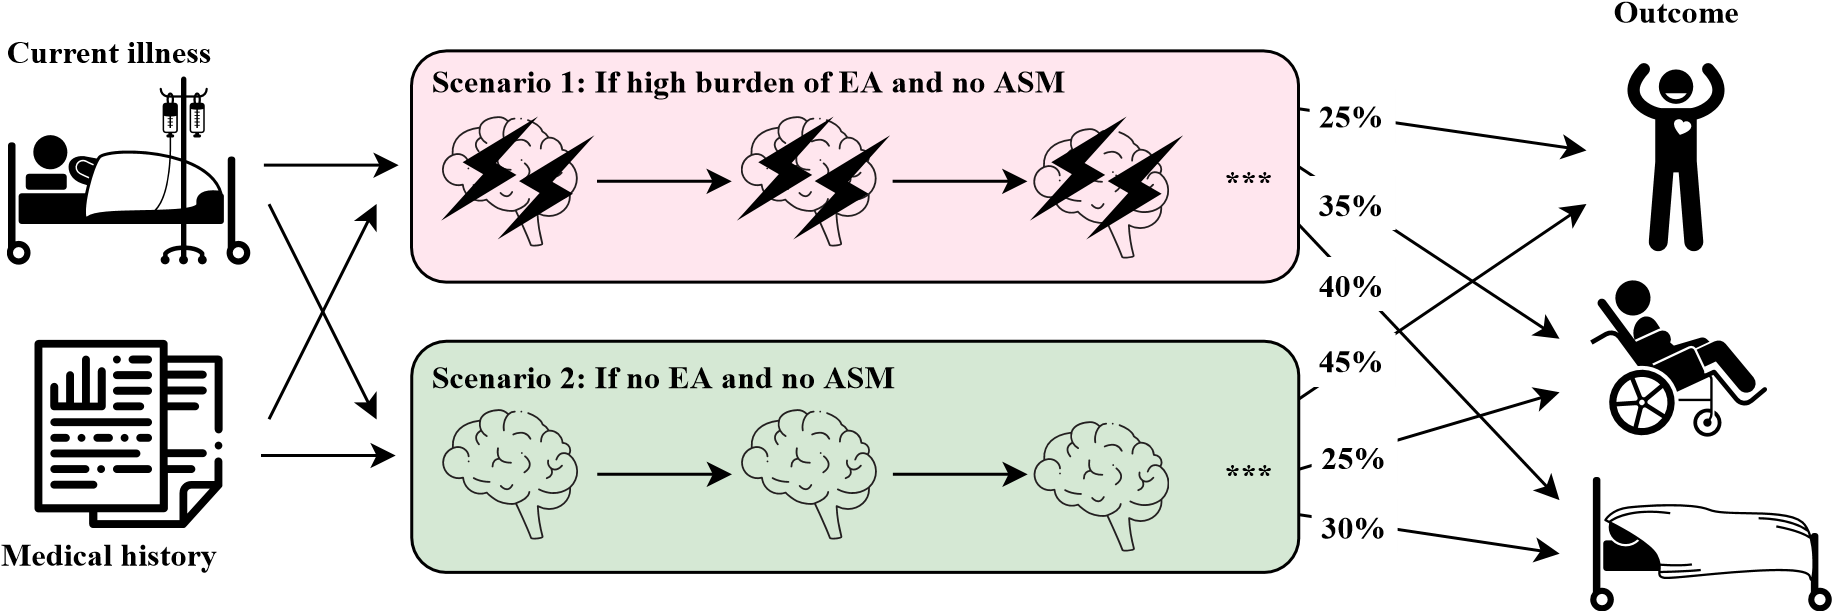 Outcome
Current illness
Scenario 1: If high burden of EA and no ASM
25%
***
35%
40%
45%
Scenario 2: If no EA and no ASM
25%
***
30%
Medical history